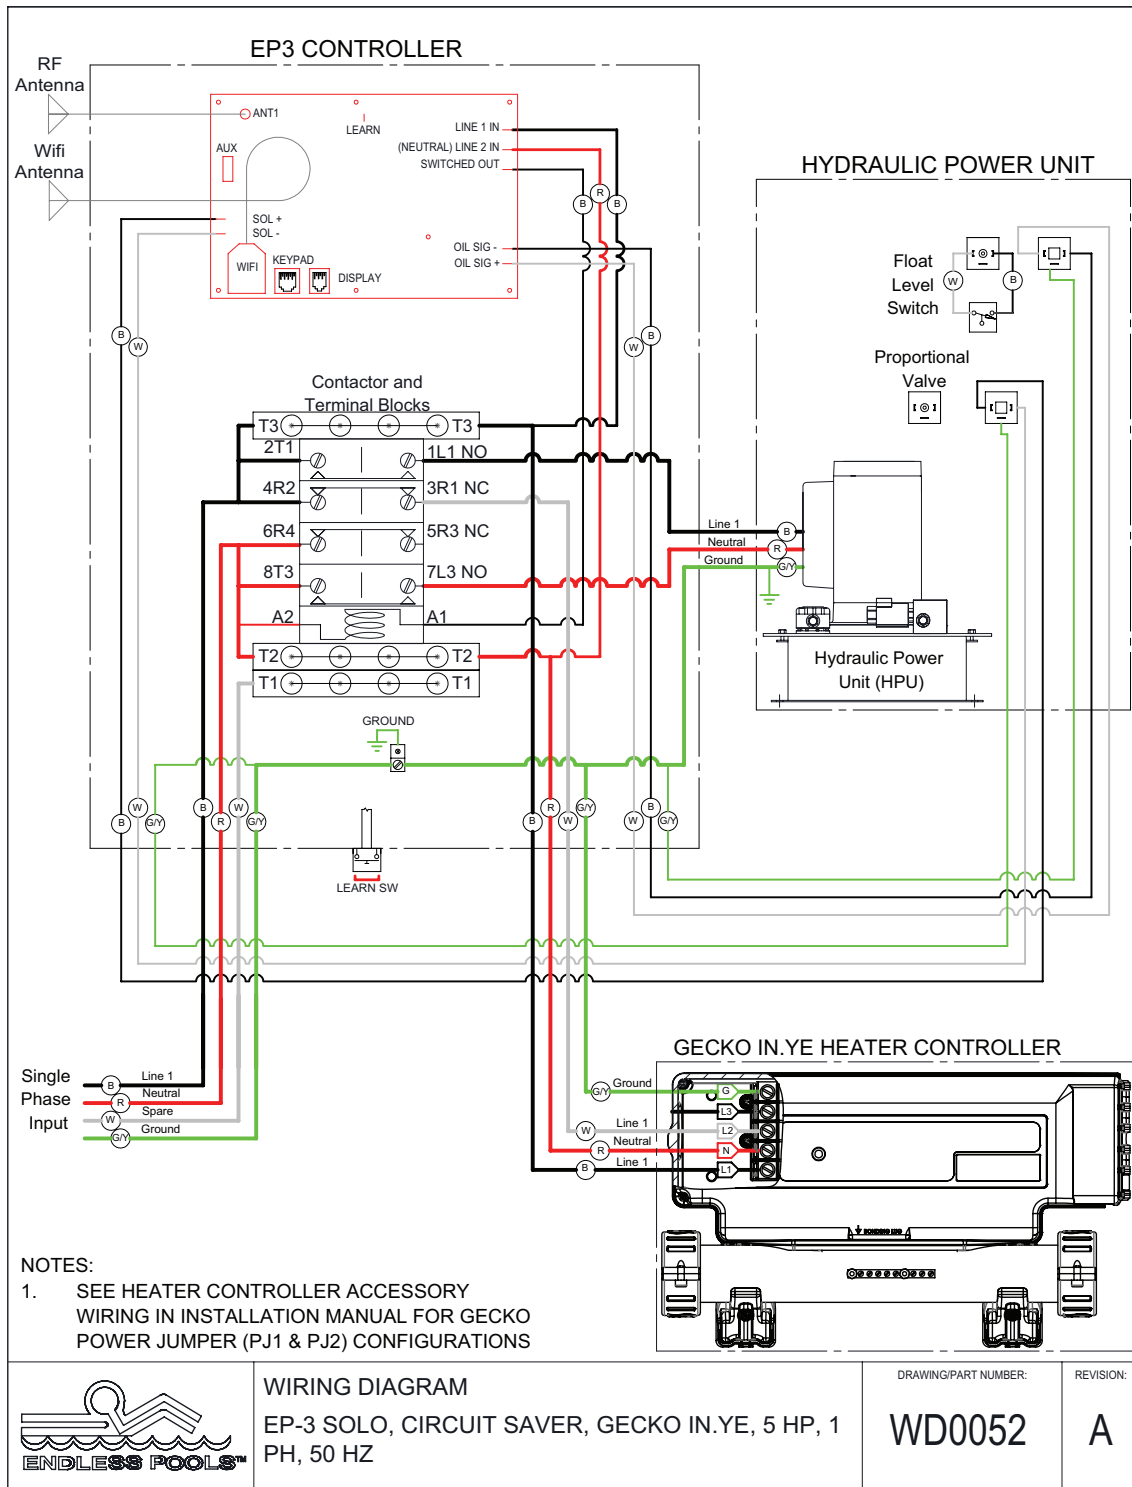 EP3 CONTROLLER
RF
Antenna
ANT1
LEARN
LINE 1 IN
(NEUTRAL) LINE 2 IN
SWITCHED OUT
AUX
Wifi
Antenna
SOL +
SOL -
OIL SIG -
OIL SIG +
WIFI
KEYPAD
DISPLAY
B
R
B
HYDRAULIC POWER UNIT
Float
Level
Switch
W
B
Proportional
Valve
B
W
B
W
Contactor and
Terminal Blocks
T3
T3
2T1
1L1 NO
4R2
3R1 NC
6R4
5R3 NC
8T3
7L3 NO
A2
A1
T2
T2
T1
T1
Line 1
B
Neutral
R
Ground
G/Y
Hydraulic Power
Unit (HPU)
GROUND
B
W
G/Y
B
R
W
G/Y
B
R
W
G/Y
W
B
G/Y
LEARN SW
Single
Phase
Input
B
Line 1
R
Neutral
W
Spare
G/Y
Ground
GECKO IN.YE HEATER CONTROLLER
G/Y
Ground
G
L3
W
Line 1
L2
R
Neutral
N
B
Line 1
L1
BONDING LUG
NOTES:
1. SEE HEATER CONTROLLER ACCESSORY
WIRING IN INSTALLATION MANUAL FOR GECKO
POWER JUMPER (PJ1 & PJ2) CONFIGURATIONS
ENDLESS POOLS™
WIRING DIAGRAM
EP-3 SOLO, CIRCUIT SAVER, GECKO IN.YE, 5 HP, 1
PH, 50 HZ
DRAWING/PART NUMBER:
WD0052
REVISION:
A